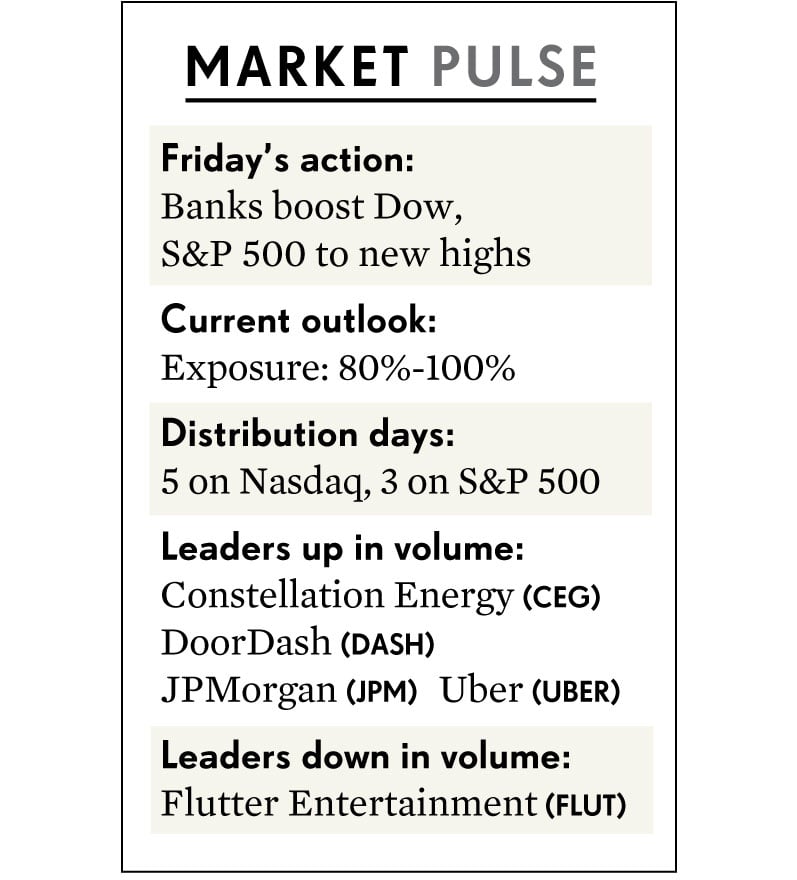 MARKET PULSE
Friday’s action:
Banks boost Dow,
S&P 500 to new highs
Current outlook:
Exposure: 80%-100%
Distribution days:
5 on Nasdaq, 3 on S&P 500
Leaders up in volume:
Constellation Energy (CEG)
DoorDash (DASH)
JPMorgan (JPM) Uber (UBER)
Leaders down in volume:
Flutter Entertainment (FLUT)